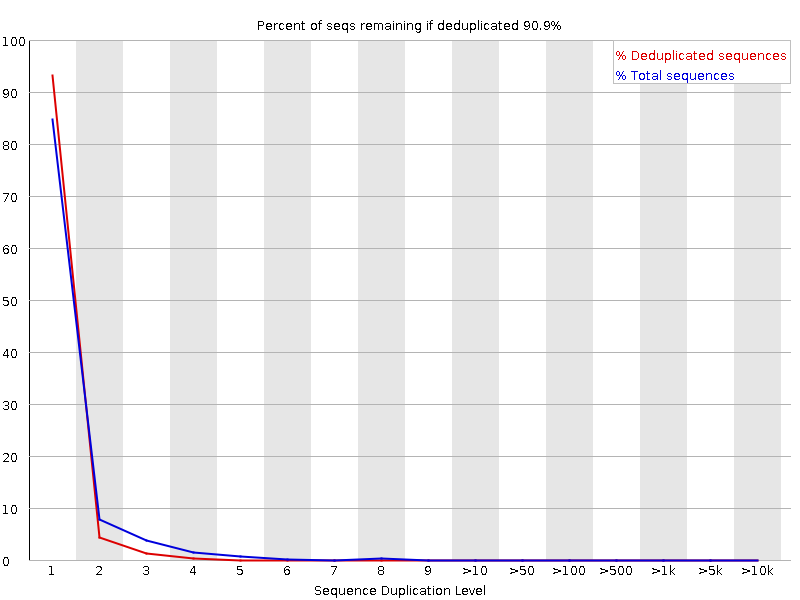 Percent of seqs remaining if deduplicated 90.9%
% Deduplicated sequences
% Total sequences
100
90
80
70
60
50
40
30
20
10
0
1 2 3 4 5 6 7 8 9 >10 >50 >100 >500 >1k >5k >10k
Sequence Duplication Level